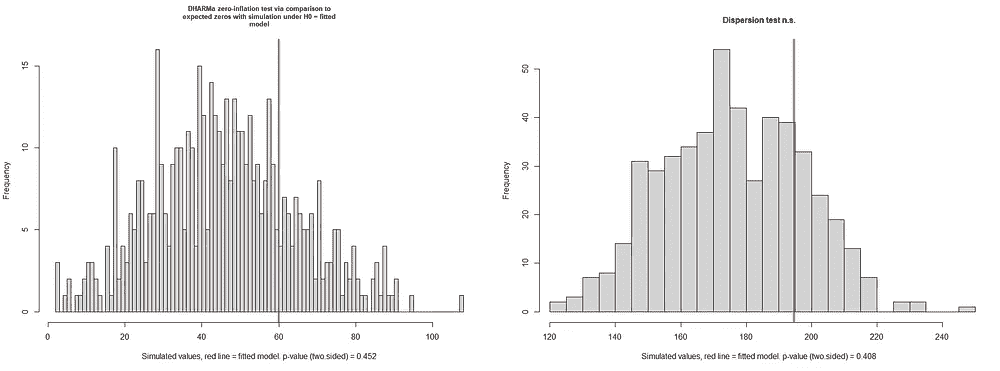 DHARMa zero-inflation test via comparison to
expected zeros with simulation under H0 = fitted
model
Frequency
15
10
5
0
0 20 40 60 80 100
Simulated values, red line = fitted model. p-value (two.sided) = 0.452
Dispersion test n.s.
Frequency
50
40
30
20
10
0
120 140 160 180 200 220 240
Simulated values, red line = fitted model. p-value (two.sided) = 0.408